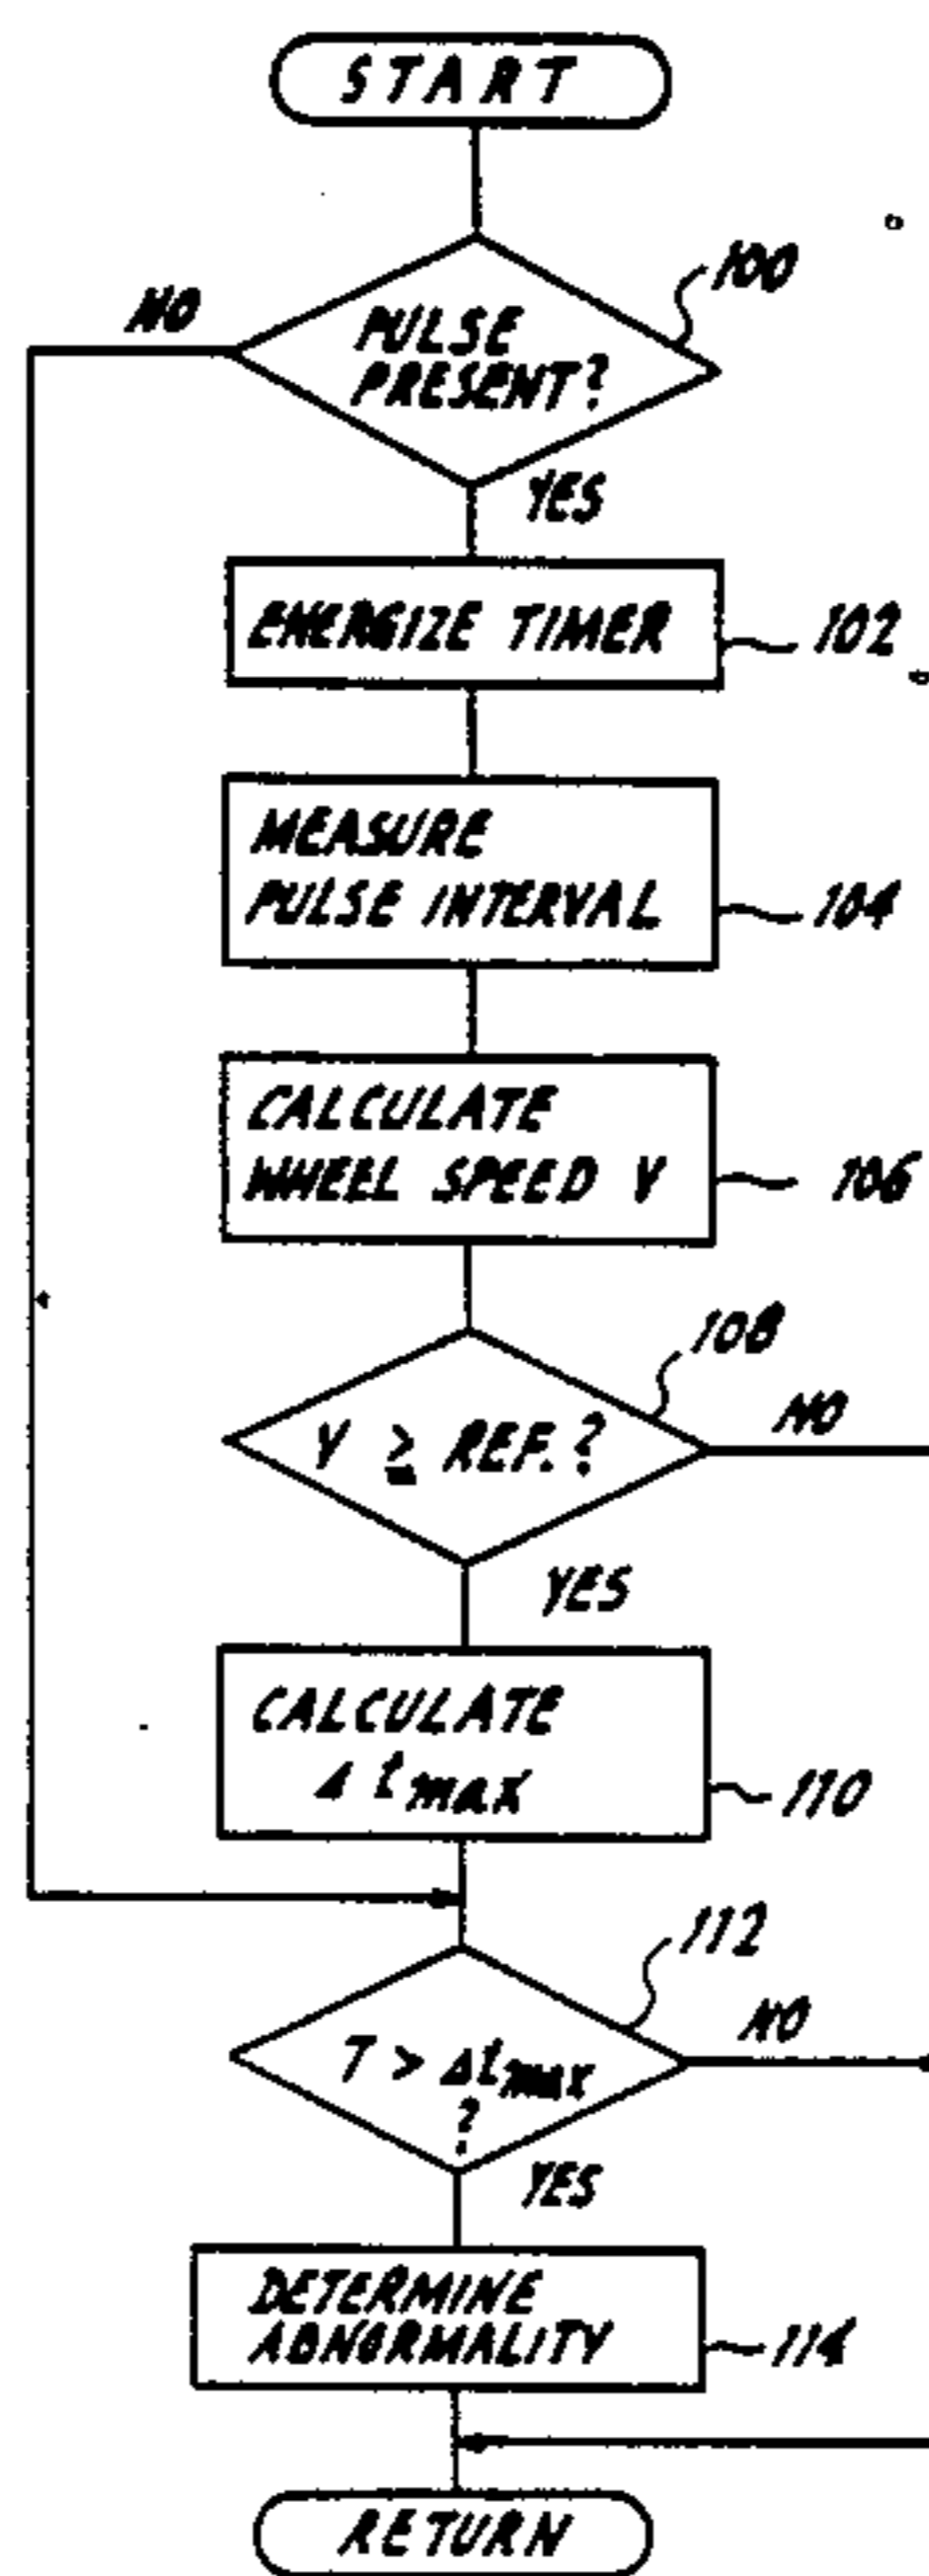 START
100
NO
PULSE
PRESENT?
YES
ENERGIZE TIMER
102
MEASURE
PULSE INTERVAL
104
CALCULATE
WHEEL SPEED V
106
108
V ≥ REF.?
NO
YES
CALCULATE
Δ tmax
110
112
T > Δtmax
?
NO
YES
DETERMINE
ABNORMALITY
114
RETURN